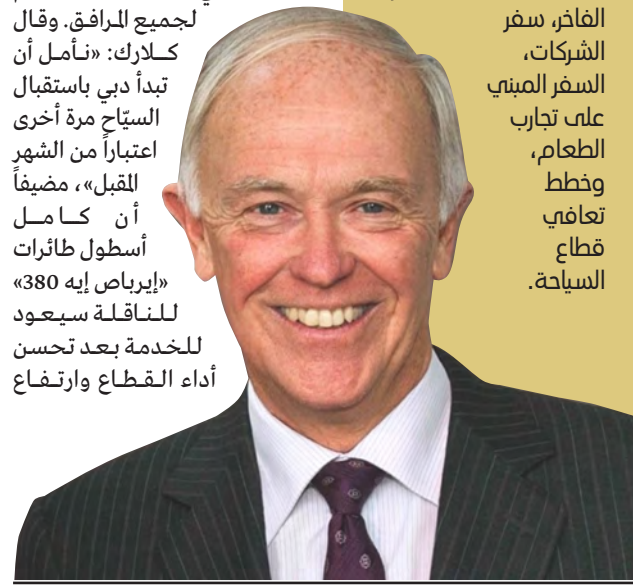 لجميع المرافق. وقال
كلارك: «نأمل أن
تبدأ دبي باستقبال
السيّاح مرة أخرى
اعتباراً من الشهر
المقبل»، مضيفاً
أن كامل
أسطول طائرات
«إيرباص إيه 380»
للناقلة سيعود
للخدمة بعد تحسن
أداء القطاع وارتفاع
الفاخر، سفر
الشركات،
السفر المبني
على تجارب
الطعام،
وخطط
تعافي
قطاع
السياحة.